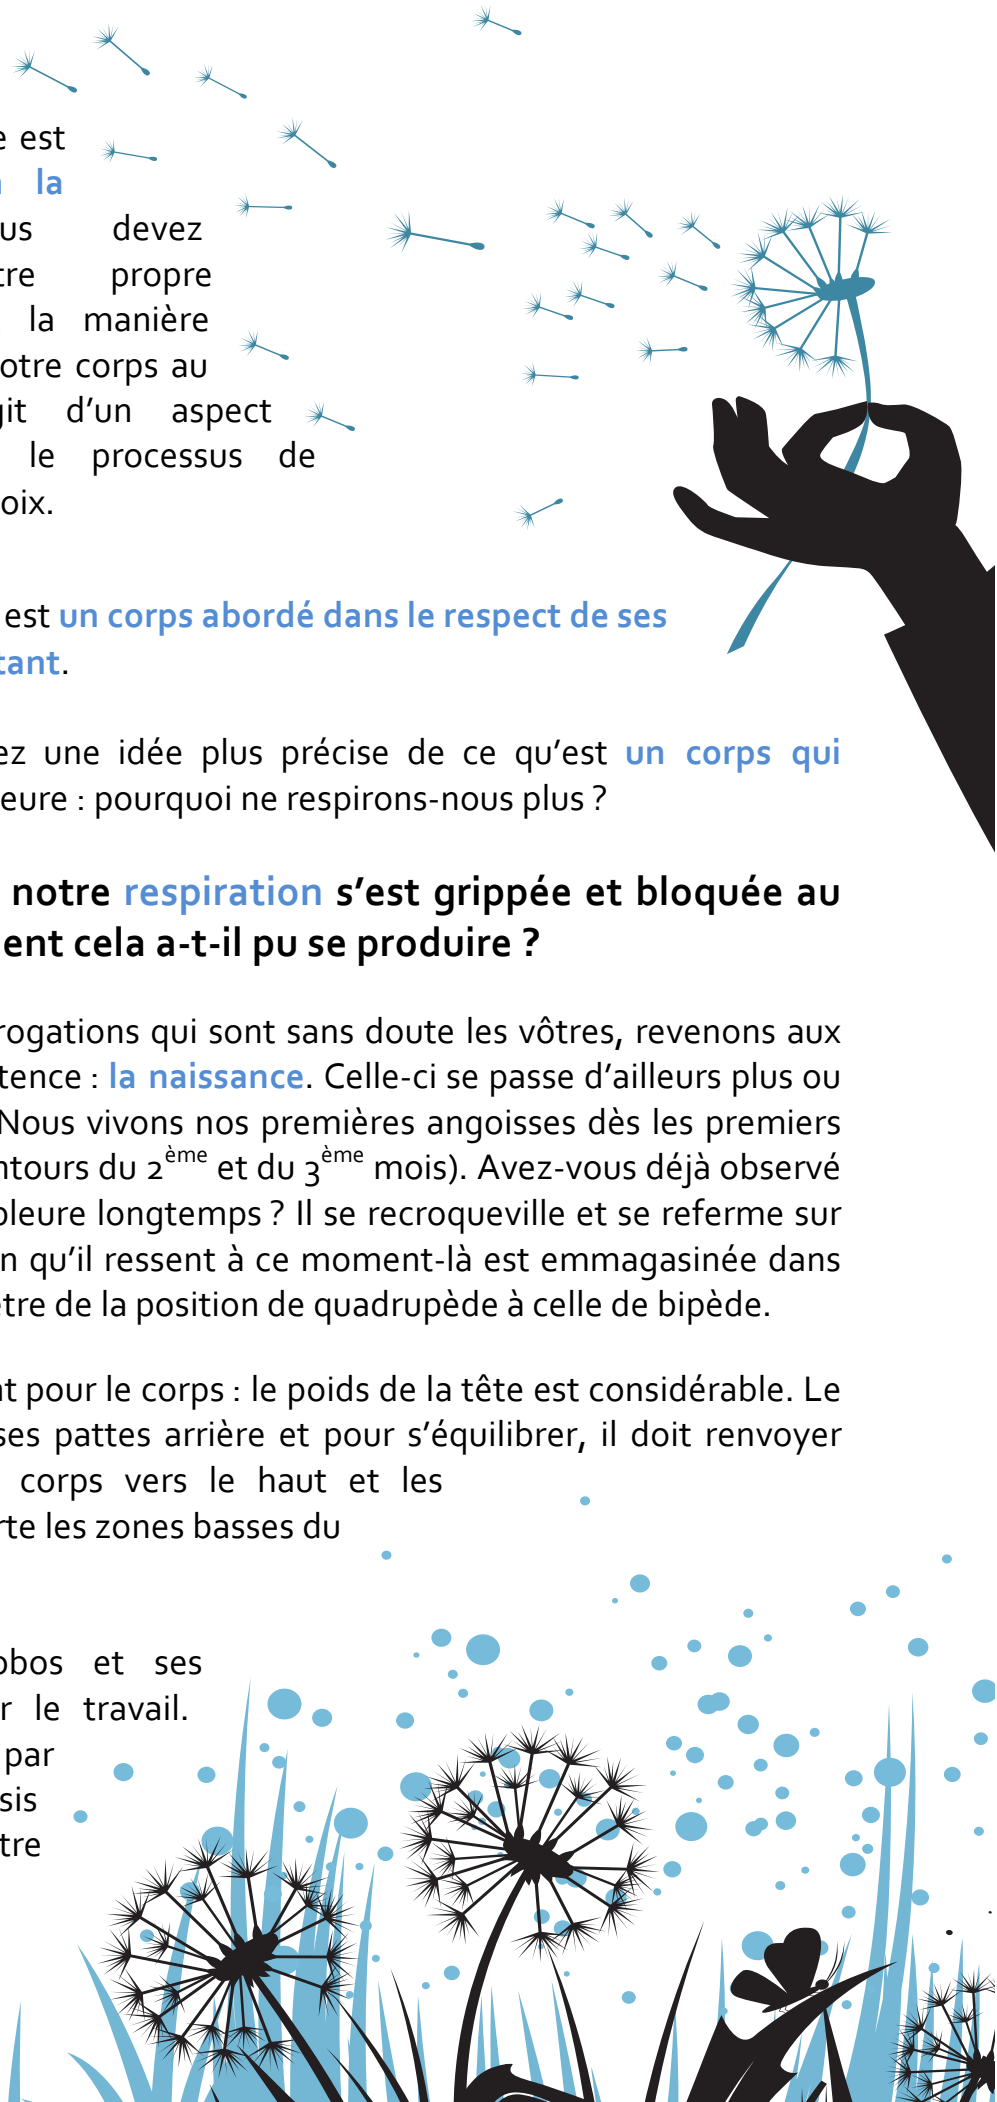 e est
la
us devez
tre propre
la manière
otre corps au
git d’un aspect
le processus de
oix.
est un corps abordé dans le respect de ses
tant.
ez une idée plus précise de ce qu’est un corps qui
eure : pourquoi ne respirons-nous plus ?
notre respiration s’est grippée et bloquée au
ent cela a-t-il pu se produire ?
rogations qui sont sans doute les vôtres, revenons aux
tence : la naissance. Celle-ci se passe d’ailleurs plus ou
Nous vivons nos premières angoisses dès les premiers
ntours du 2ème et du 3ème mois). Avez-vous déjà observé
pleure longtemps ? Il se recroqueville et se referme sur
n qu’il ressent à ce moment-là est emmagasinée dans
être de la position de quadrupède à celle de bipède.
nt pour le corps : le poids de la tête est considérable. Le
ses pattes arrière et pour s’équilibrer, il doit renvoyer
corps vers le haut et les
rte les zones basses du
obos et ses
r le travail.
par
sis
tre